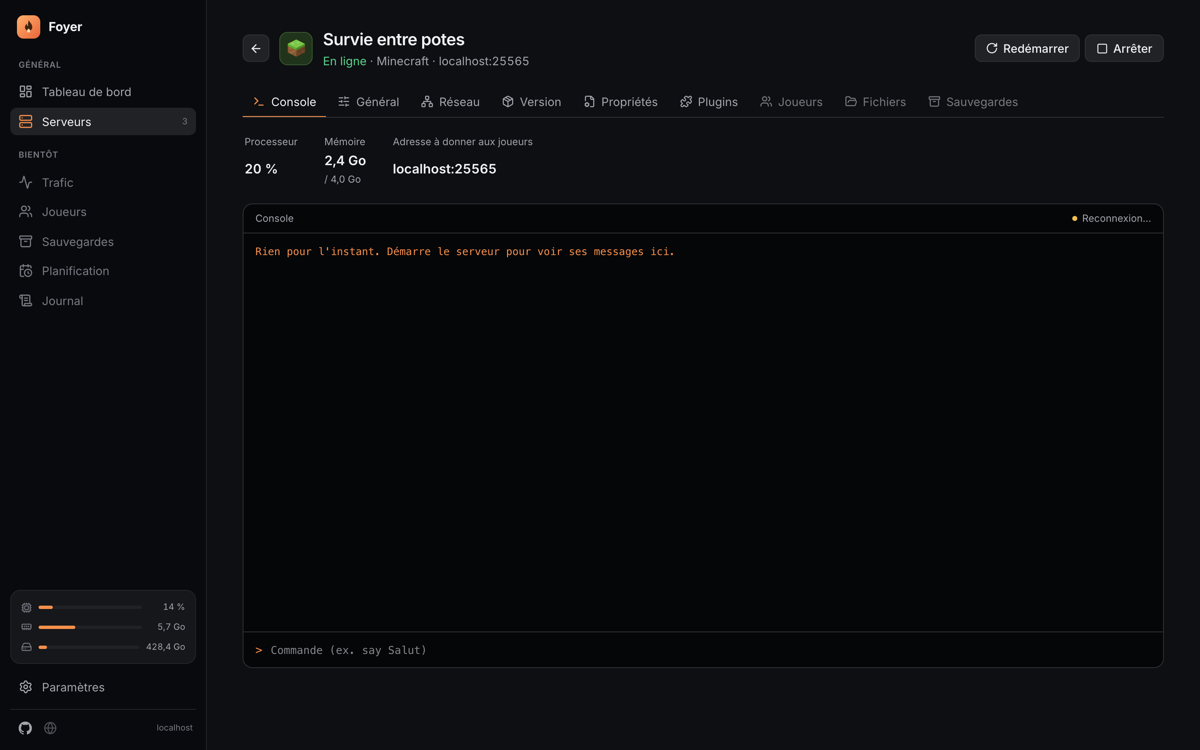 Foyer
GÉNÉRAL
Tableau de bord
Serveurs 3
BIENTÔT
Trafic
Joueurs
Sauvegardes
Planification
Journal
14 %
5,7 Go
428,4 Go
Paramètres
localhost
Survie entre potes
En ligne · Minecraft · localhost:25565
Redémarrer
Arrêter
Console
Général
Réseau
Version
Propriétés
Plugins
Joueurs
Fichiers
Sauvegardes
Processeur
20 %
Mémoire
2,4 Go
/ 4,0 Go
Adresse à donner aux joueurs
localhost:25565
Console
Reconnexion...
Rien pour l'instant. Démarre le serveur pour voir ses messages ici.
> Commande (ex. say Salut)